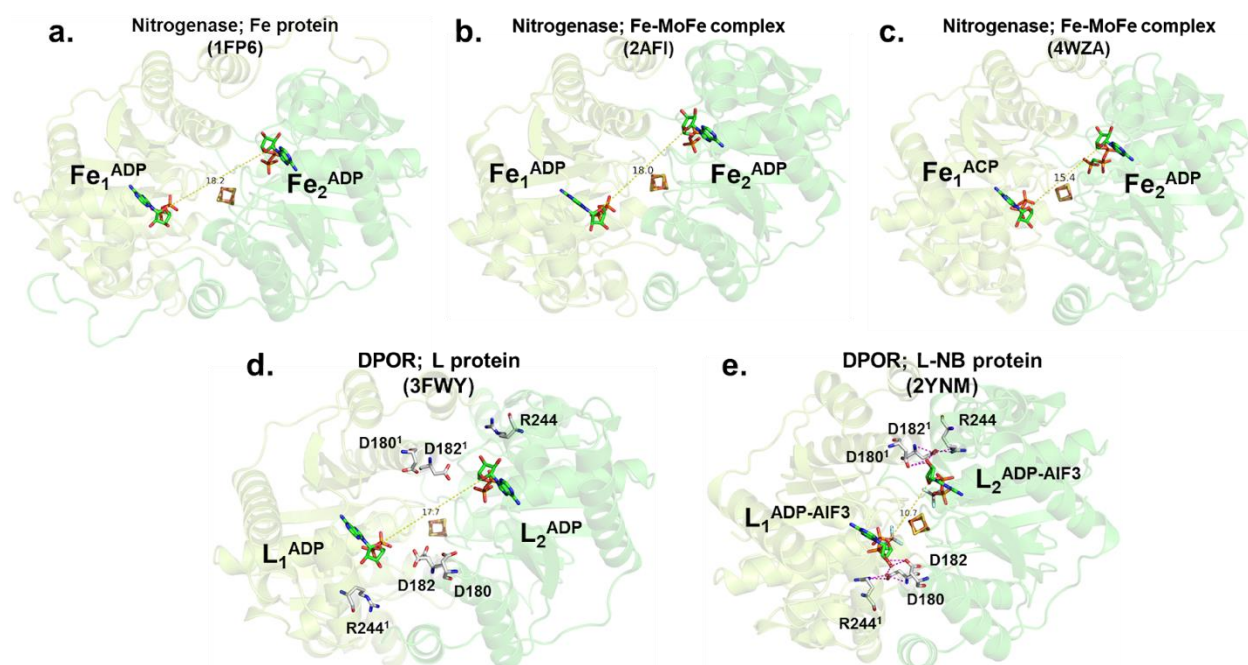 a.
Nitrogenase; Fe protein
(1FP6)
Fe₁ᴬᴰᴾ
18.2
Fe₂ᴬᴰᴾ
b.
Nitrogenase; Fe-MoFe complex
(2AFI)
Fe₁ᴬᴰᴾ
18.0
Fe₂ᴬᴰᴾ
c.
Nitrogenase; Fe-MoFe complex
(4WZA)
Fe₁ᴬᶜᴾ
15.4
Fe₂ᴬᴰᴾ
d.
DPOR; L protein
(3FWY)
R244
D180¹ D182¹
17.7
L₁ᴬᴰᴾ
L₂ᴬᴰᴾ
D182 D180
R244¹
e.
DPOR; L-NB protein
(2YNM)
D182¹ R244
D180¹
L₂ADP-AlF3
L₁ADP-AlF3
10.7
D182
D180
R244¹